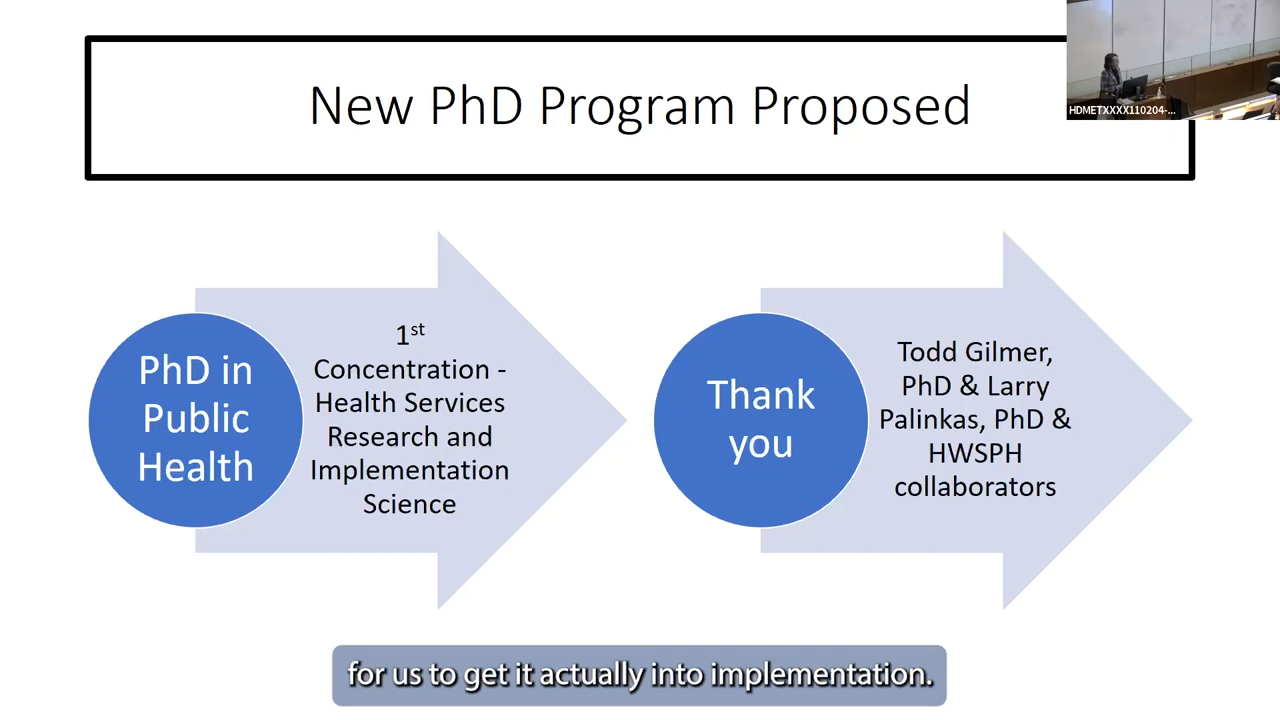 New PhD Program Proposed
HDMETXXXX110204-...
PhD in
Public
Health
1st
Concentration -
Health Services
Research and
Implementation
Science
Thank
you
Todd Gilmer,
PhD & Larry
Palinkas, PhD &
HWSPH
collaborators
for us to get it actually into implementation.